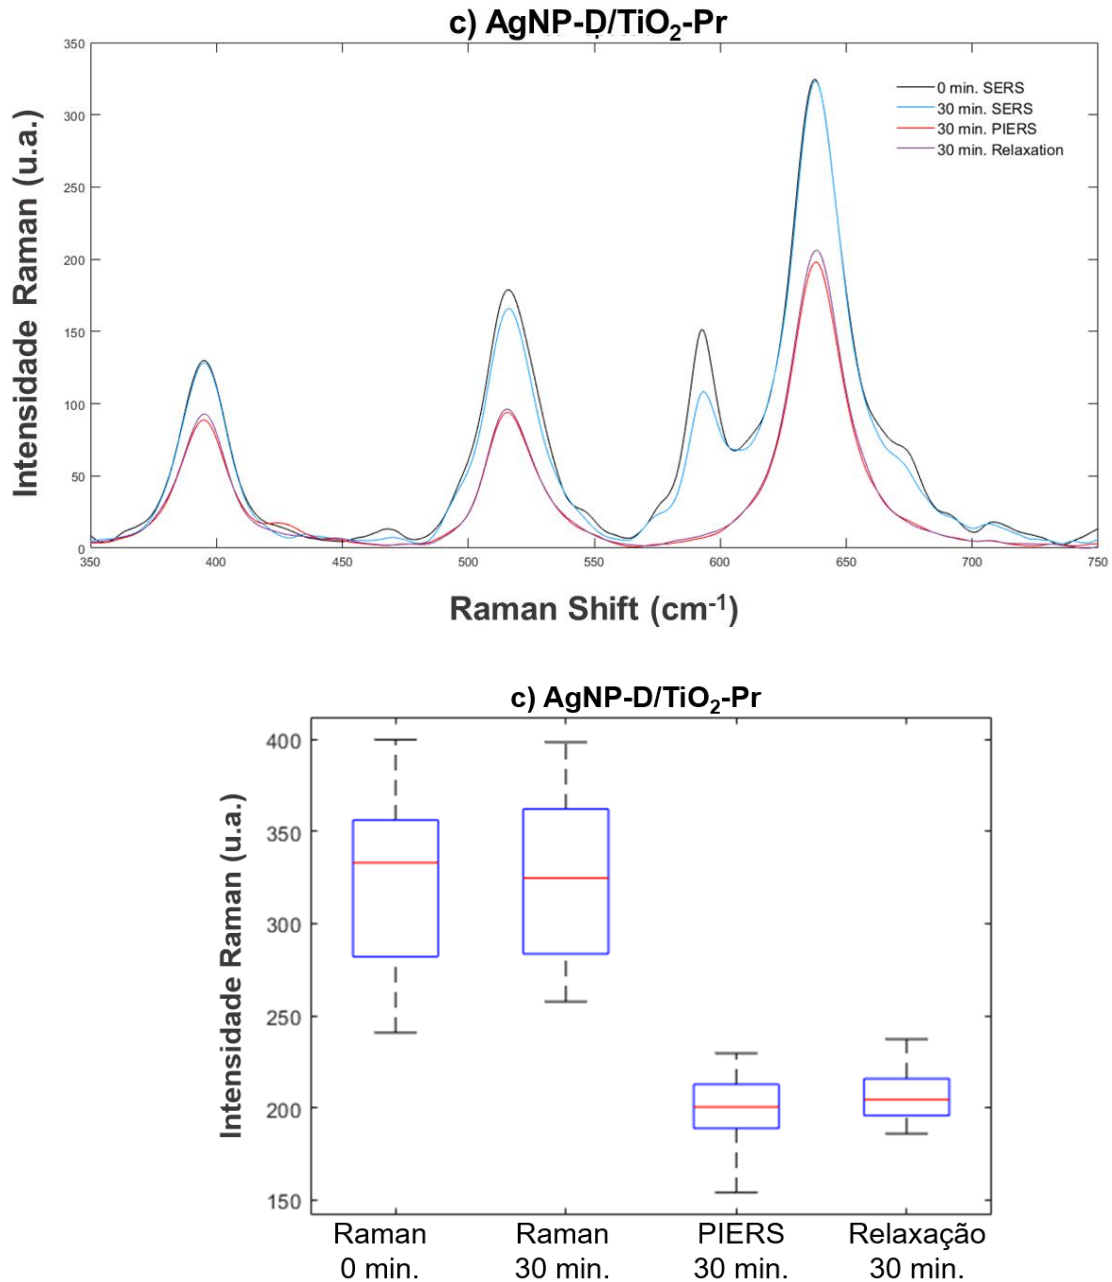 c) AgNP-D/TiO₂-Pr
350
300
250
200
150
100
50
0
Intensidade Raman (u.a.)
0 min. SERS
30 min. SERS
30 min. PIERS
30 min. Relaxation
350 400 450 500 550 600 650 700 750
Raman Shift (cm⁻¹)
c) AgNP-D/TiO₂-Pr
400
350
300
250
200
150
Intensidade Raman (u.a.)
Raman Raman PIERS Relaxação
0 min. 30 min. 30 min. 30 min.